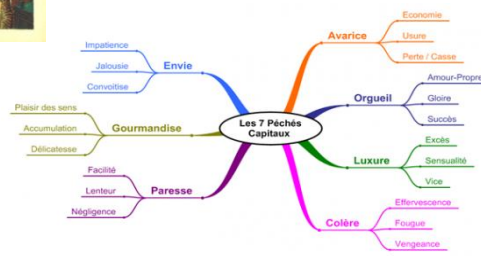 Les 7 Péchés
Capitaux
Envie
Impatience
Jalousie
Convoitise
Gourmandise
Plaisir des sens
Accumulation
Délicatesse
Paresse
Facilité
Lenteur
Négligence
Avarice
Economie
Usure
Perte / Casse
Orgueil
Amour-Propre
Gloire
Succès
Luxure
Excès
Sensualité
Vice
Colère
Effervescence
Fougue
Vengeance